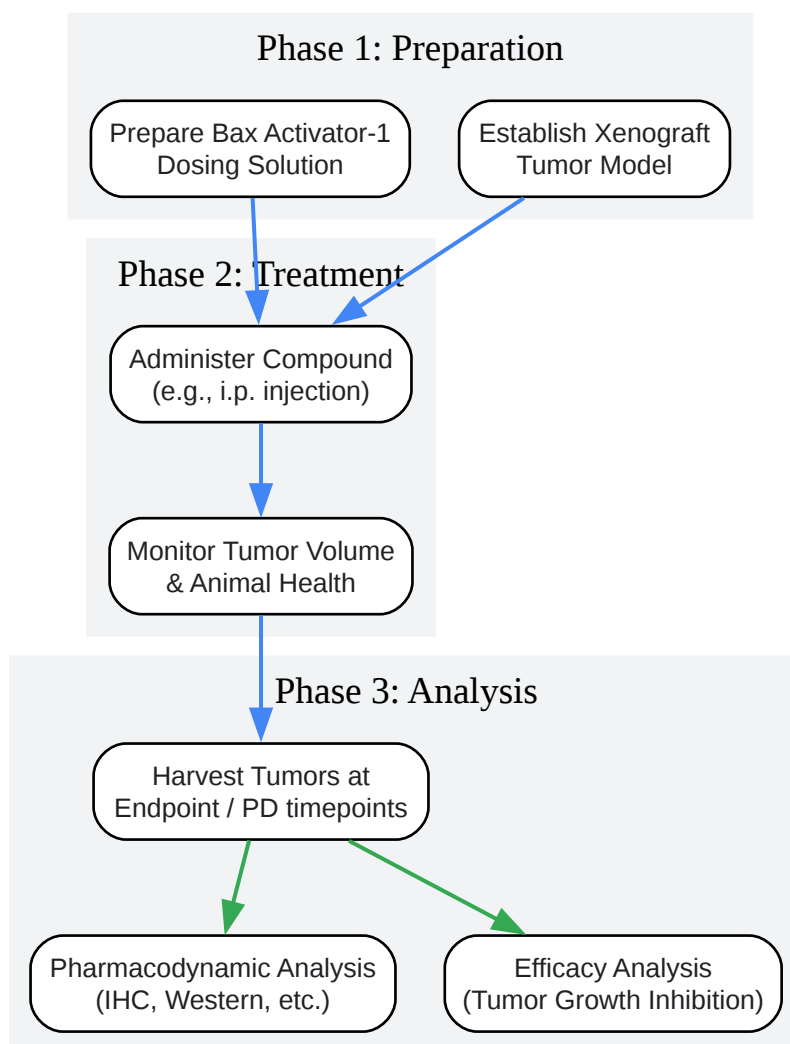 Phase 1: Preparation
Prepare Bax Activator-1
Dosing Solution
Establish Xenograft
Tumor Model
Phase 2: Treatment
Administer Compound
(e.g., i.p. injection)
Monitor Tumor Volume
& Animal Health
Phase 3: Analysis
Harvest Tumors at
Endpoint / PD timepoints
Pharmacodynamic Analysis
(IHC, Western, etc.)
Efficacy Analysis
(Tumor Growth Inhibition)